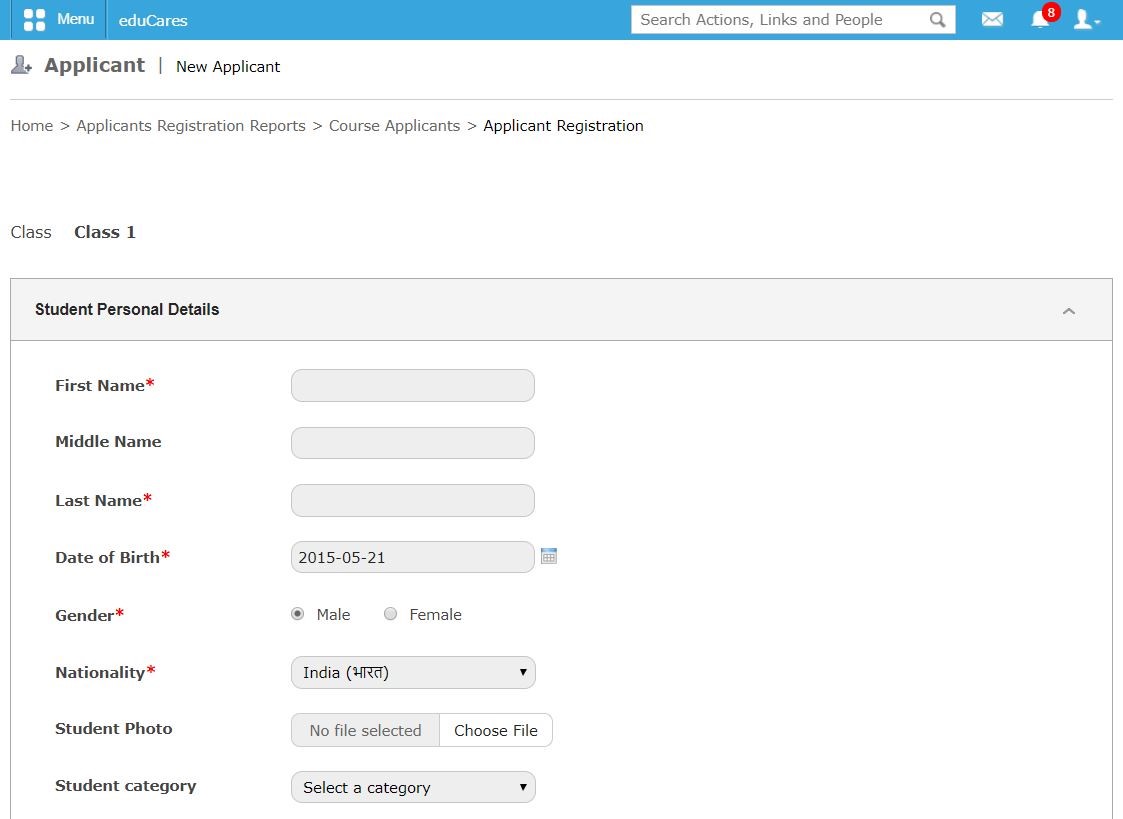 Menu eduCares Search Actions, Links and People 8
Applicant | New Applicant
Home > Applicants Registration Reports > Course Applicants > Applicant Registration
Class Class 1
Student Personal Details
First Name*
Middle Name
Last Name*
Date of Birth* 2015-05-21
Gender* Male Female
Nationality* India (भारत)
Student Photo No file selected Choose File
Student category Select a category